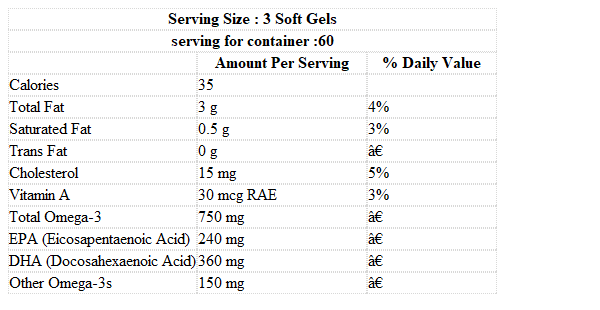 Serving Size : 3 Soft Gels
serving for container :60
Amount Per Serving % Daily Value
Calories 35
Total Fat 3 g 4%
Saturated Fat 0.5 g 3%
Trans Fat 0 g â€
Cholesterol 15 mg 5%
Vitamin A 30 mcg RAE 3%
Total Omega-3 750 mg â€
EPA (Eicosapentaenoic Acid) 240 mg â€
DHA (Docosahexaenoic Acid) 360 mg â€
Other Omega-3s 150 mg â€